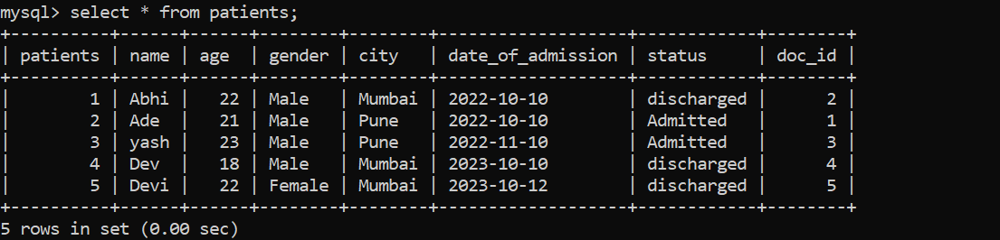 mysql> select * from patients;
+----------+------+------+--------+--------+-------------------+------------+--------+
| patients | name | age  | gender | city   | date_of_admission | status     | doc_id |
+----------+------+------+--------+--------+-------------------+------------+--------+
|        1 | Abhi |   22 | Male   | Mumbai | 2022-10-10        | discharged |      2 |
|        2 | Ade  |   21 | Male   | Pune   | 2022-10-10        | Admitted   |      1 |
|        3 | yash |   23 | Male   | Pune   | 2022-11-10        | Admitted   |      3 |
|        4 | Dev  |   18 | Male   | Mumbai | 2023-10-10        | discharged |      4 |
|        5 | Devi |   22 | Female | Mumbai | 2023-10-12        | discharged |      5 |
+----------+------+------+--------+--------+-------------------+------------+--------+
5 rows in set (0.00 sec)